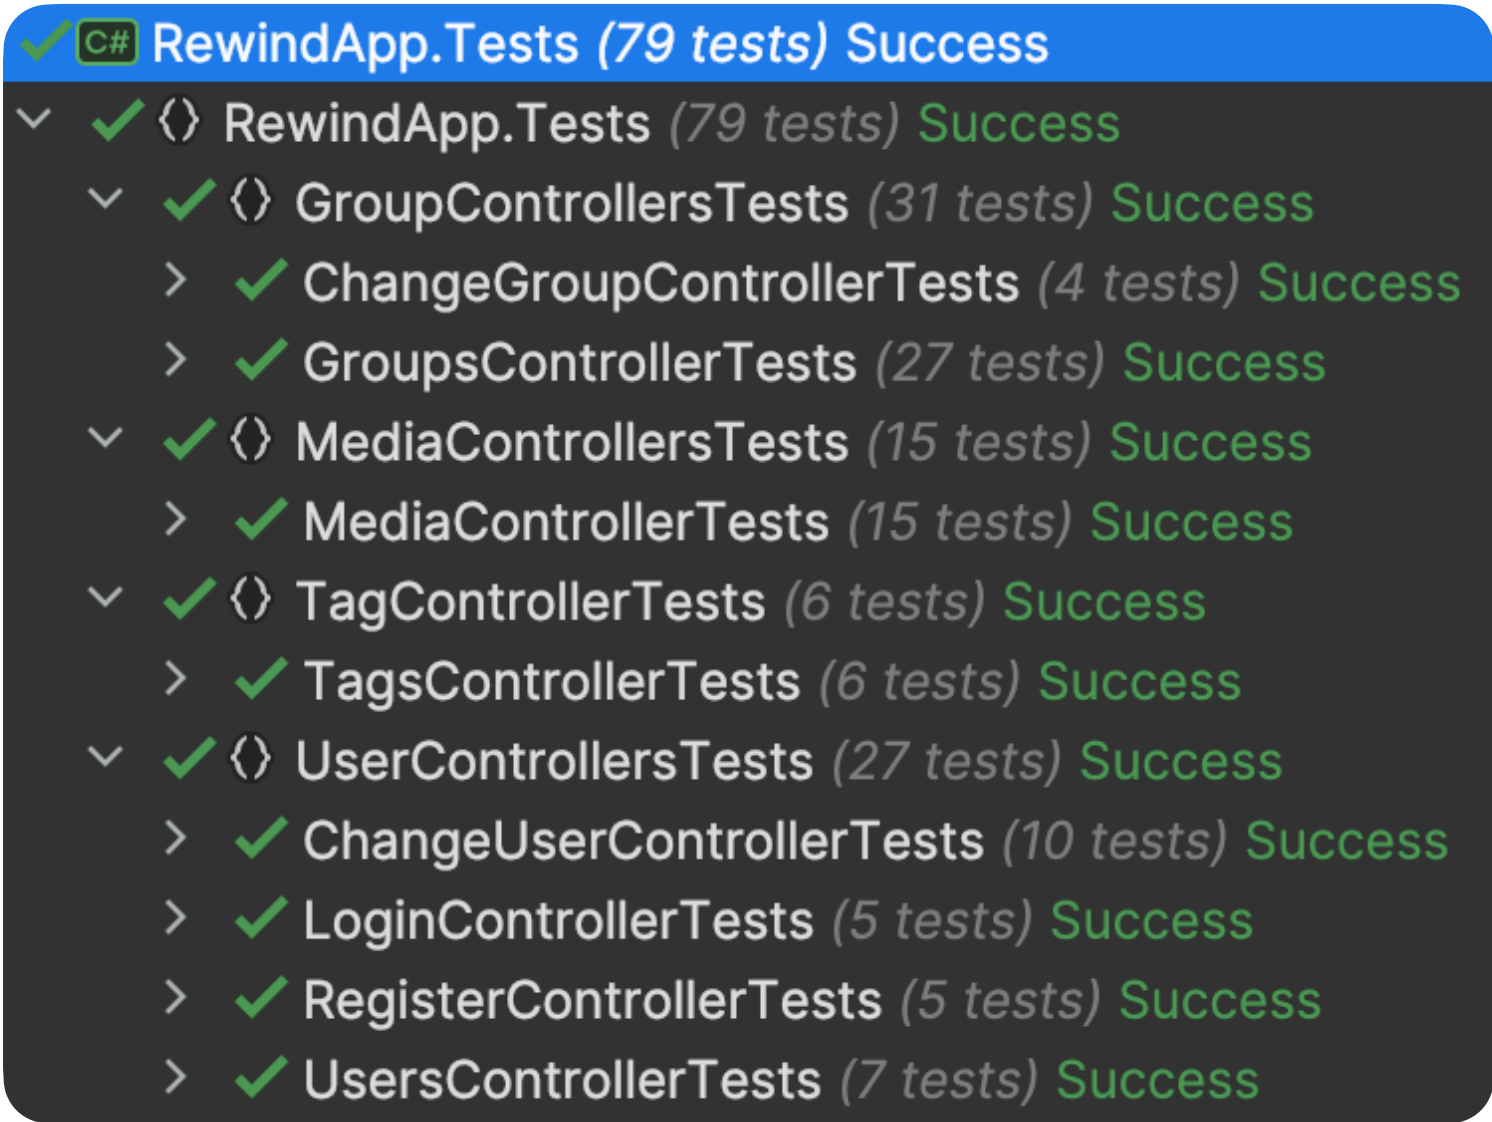 C# RewindApp.Tests (79 tests) Success
RewindApp.Tests (79 tests) Success
GroupControllersTests (31 tests) Success
ChangeGroupControllerTests (4 tests) Success
GroupsControllerTests (27 tests) Success
MediaControllersTests (15 tests) Success
MediaControllerTests (15 tests) Success
TagControllerTests (6 tests) Success
TagsControllerTests (6 tests) Success
UserControllersTests (27 tests) Success
ChangeUserControllerTests (10 tests) Success
LoginControllerTests (5 tests) Success
RegisterControllerTests (5 tests) Success
UsersControllerTests (7 tests) Success